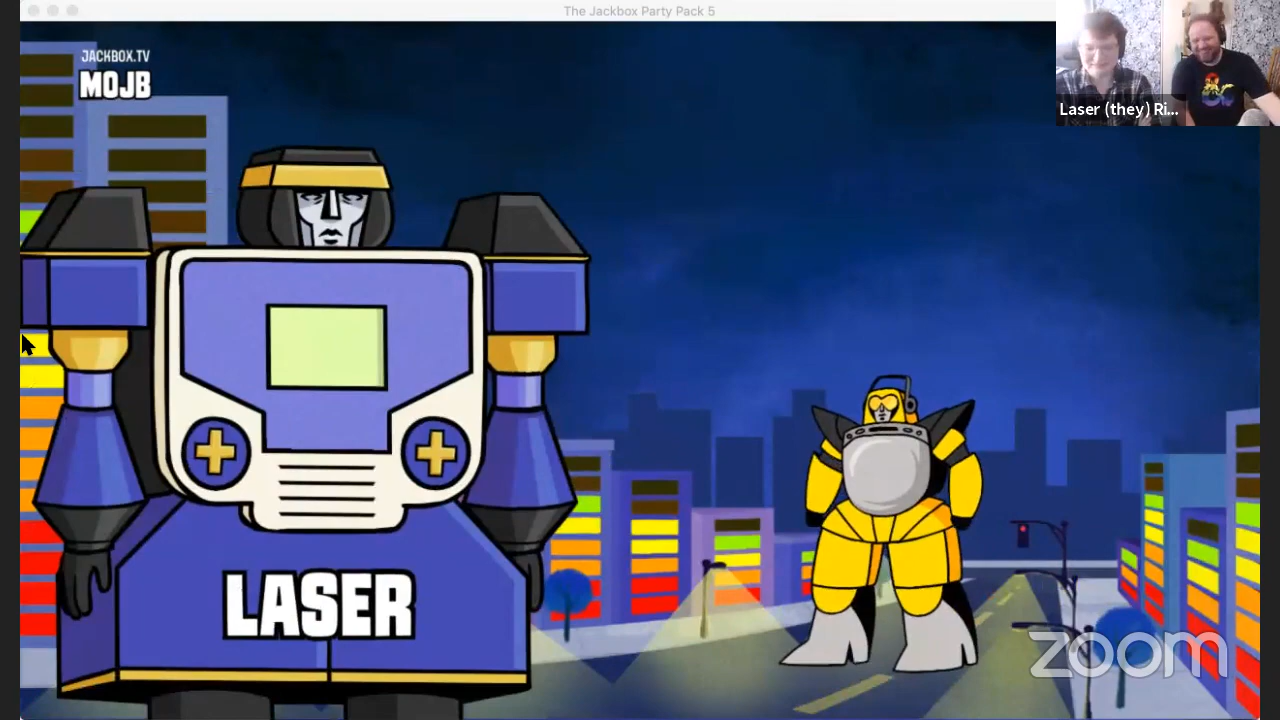 The Jackbox Party Pack 5
JACKBOX.TV
MOJB
Laser (they) Ri...
LASER
zoom